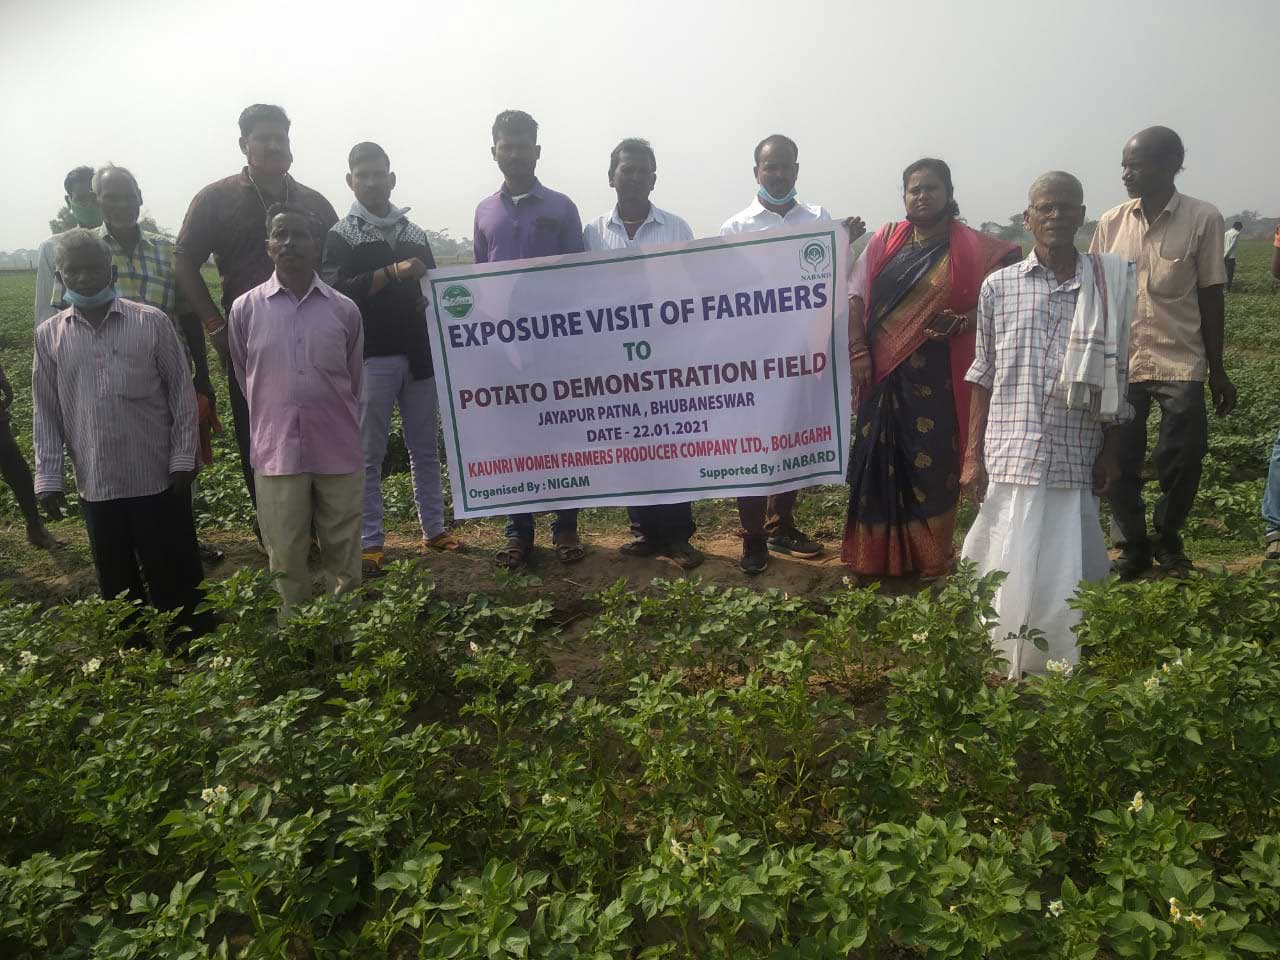 NABARD
EXPOSURE VISIT OF FARMERS
TO
POTATO DEMONSTRATION FIELD
JAYAPUR PATNA , BHUBANESWAR
DATE - 22.01.2021
KAUNRI WOMEN FARMERS PRODUCER COMPANY LTD., BOLAGARH
Organised By : NIGAM Supported By : NABARD